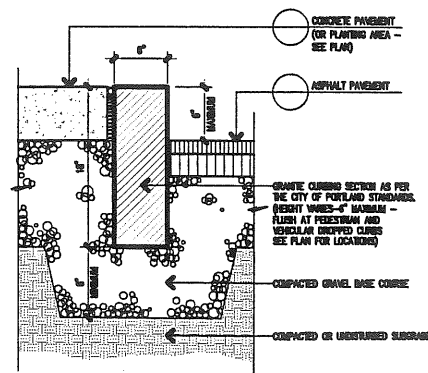 CONCRETE PAVEMENT
(OR PLANTING AREA -
SEE PLAN)
6"
6"
MAXIMUM
ASPHALT PAVEMENT
18"
GRANITE CURBING SECTION AS PER
THE CITY OF PORTLAND STANDARDS.
(HEIGHT VARIES-6" MAXIMUM -
FLUSH AT PEDESTRIAN AND
VEHICULAR DROPPED CURBS
SEE PLAN FOR LOCATIONS)
MINIMUM
COMPACTED GRAVEL BASE COURSE
COMPACTED OR UNDISTURBED SUBGRADE